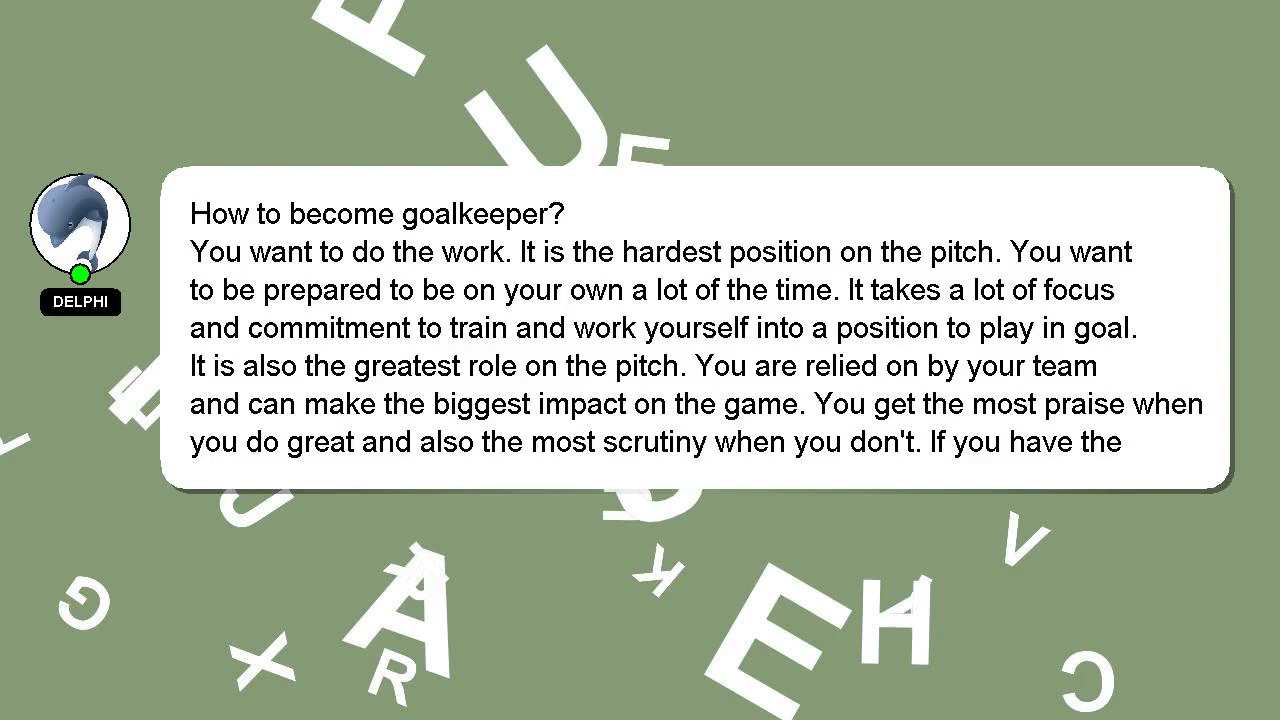 How to become goalkeeper?
You want to do the work. It is the hardest position on the pitch. You want
to be prepared to be on your own a lot of the time. It takes a lot of focus
and commitment to train and work yourself into a position to play in goal.
It is also the greatest role on the pitch. You are relied on by your team
and can make the biggest impact on the game. You get the most praise when
you do great and also the most scrutiny when you don't. If you have the
DELPHI
U
E
J
G
X
A
R
K
E
H
V
C